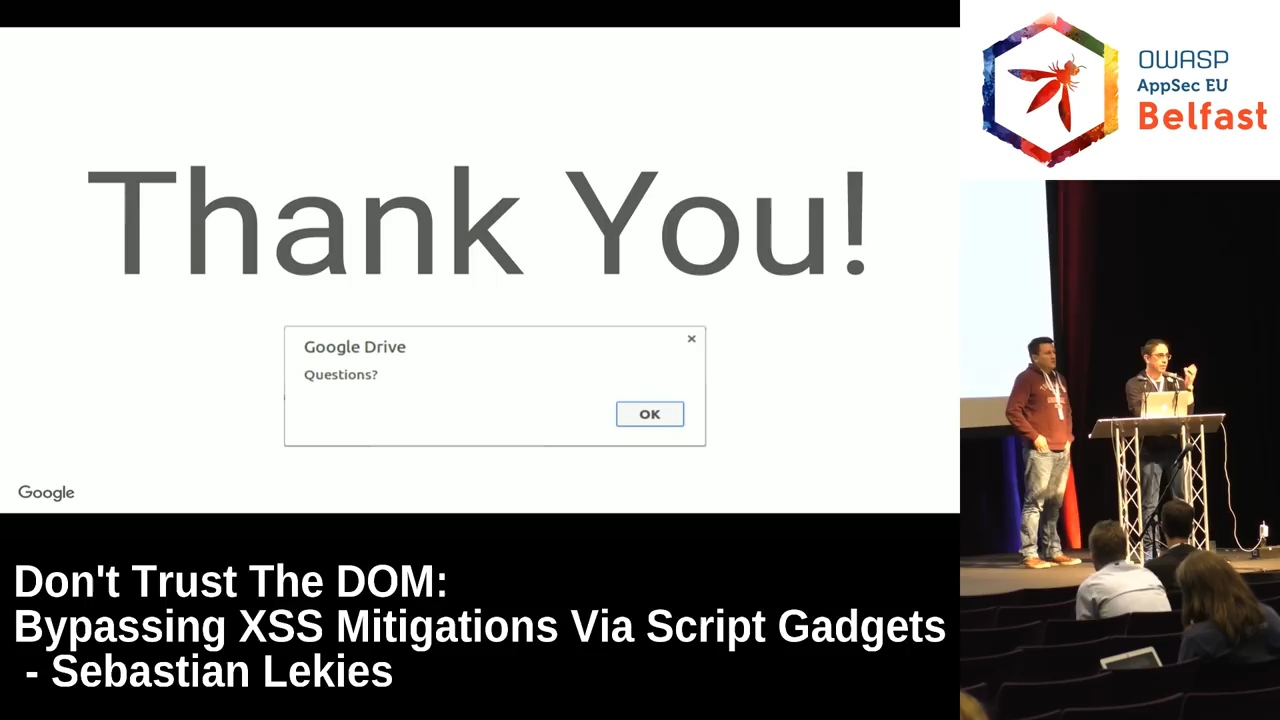 Thank You!
Google Drive
×
Questions?
OK
Google
OWASP
AppSec EU
Belfast
Don't Trust The DOM:
Bypassing XSS Mitigations Via Script Gadgets
- Sebastian Lekies